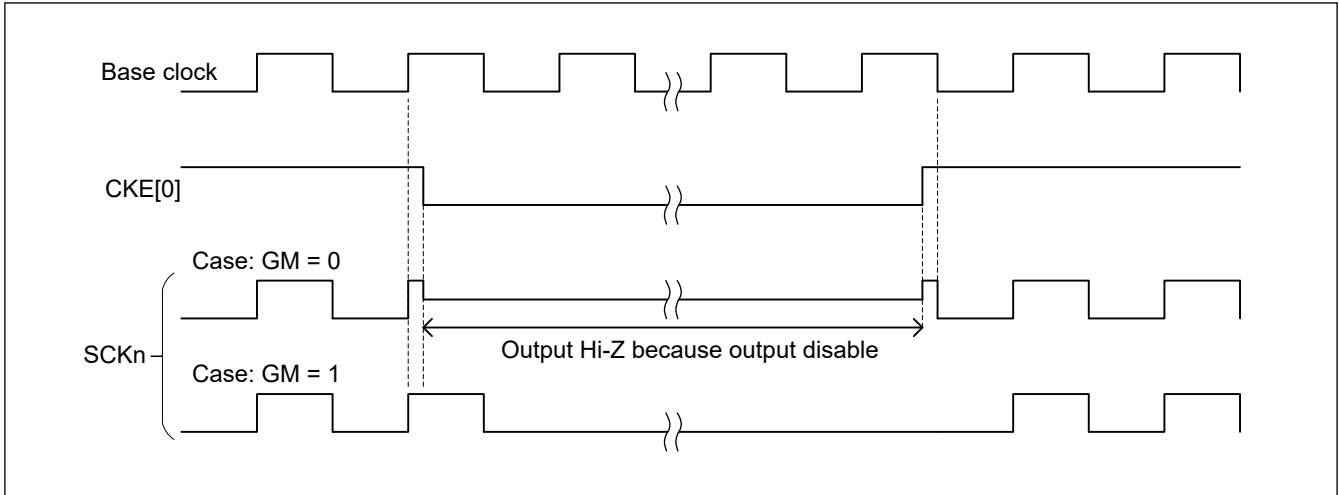 Base clock
CKE[0]
Case: GM = 0
Output Hi-Z because output disable
SCKn
Case: GM = 1